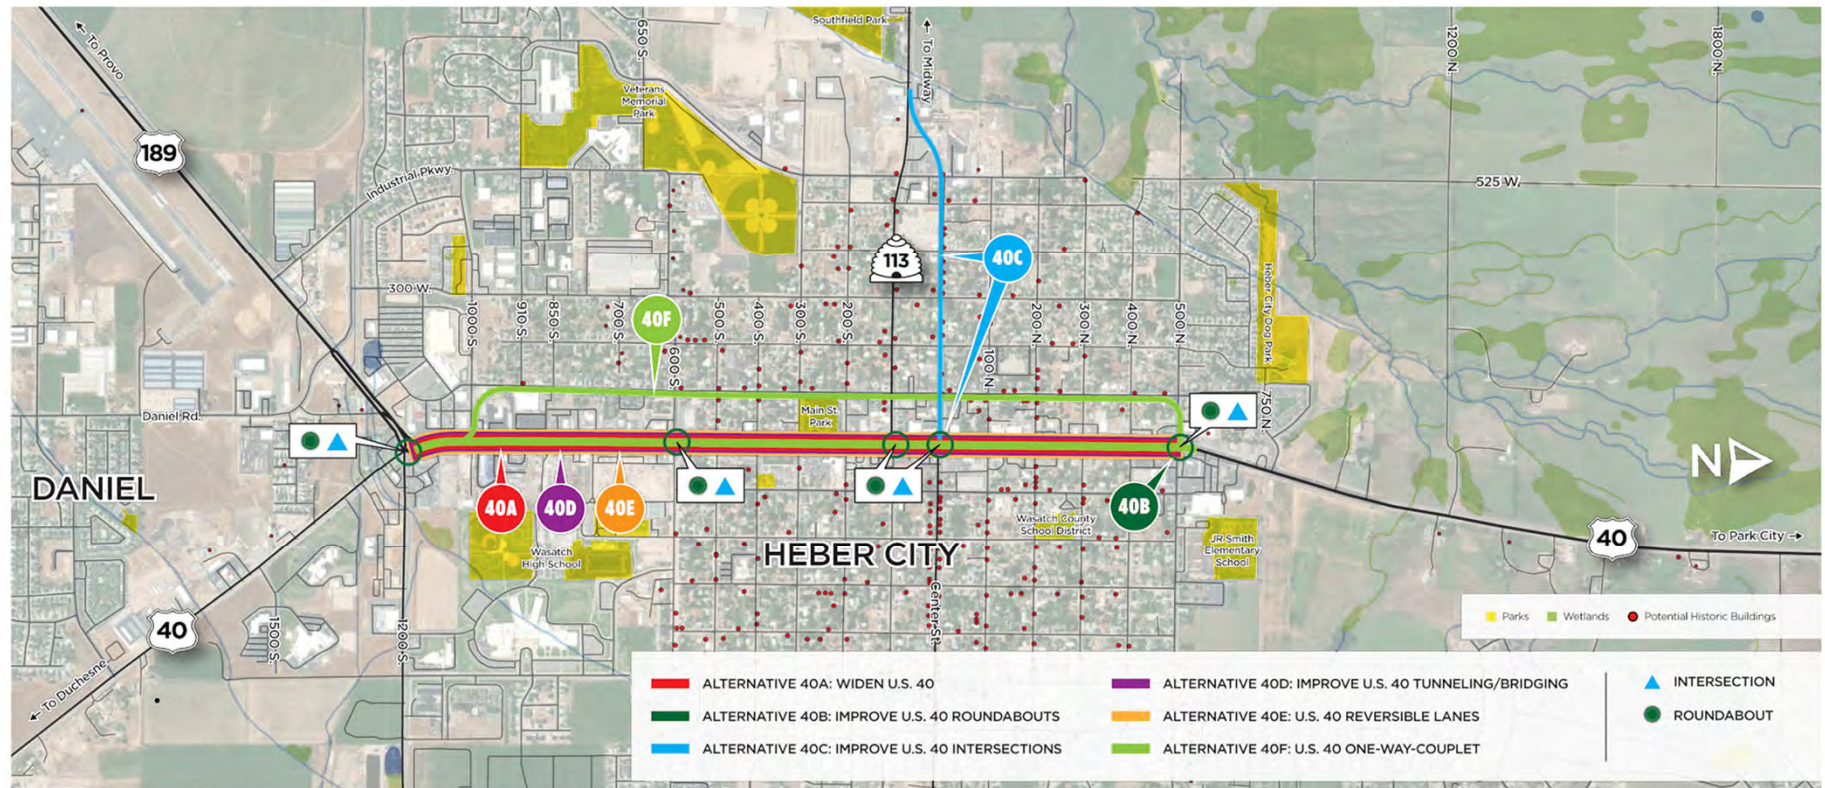 Southfield Park
To Provo
650 S.
To Midway
1200 N.
1800 N.
Veterans
Memorial
Park
189
Industrial Pkwy.
525 W.
113
40C
Heber City Dog Park
300 W.
1000 S.
910 S.
850 S.
700 S.
40F
600 S.
500 S.
400 S.
300 S.
200 S.
100 N
200 N.
300 N.
400 N.
500 N.
750 N.
Daniel Rd.
Main St.
Park
N
DANIEL
40A
40D
40E
40B
Wasatch County
School District
HEBER CITY
Wasatch
High School
JR Smith
Elementary
School
40
To Park City
Center St.
40
1500 S.
1200 S.
To Duchesne
Parks
Wetlands
Potential Historic Buildings
ALTERNATIVE 40A: WIDEN U.S. 40
ALTERNATIVE 40B: IMPROVE U.S. 40 ROUNDABOUTS
ALTERNATIVE 40C: IMPROVE U.S. 40 INTERSECTIONS
ALTERNATIVE 40D: IMPROVE U.S. 40 TUNNELING/BRIDGING
ALTERNATIVE 40E: U.S. 40 REVERSIBLE LANES
ALTERNATIVE 40F: U.S. 40 ONE-WAY-COUPLET
INTERSECTION
ROUNDABOUT